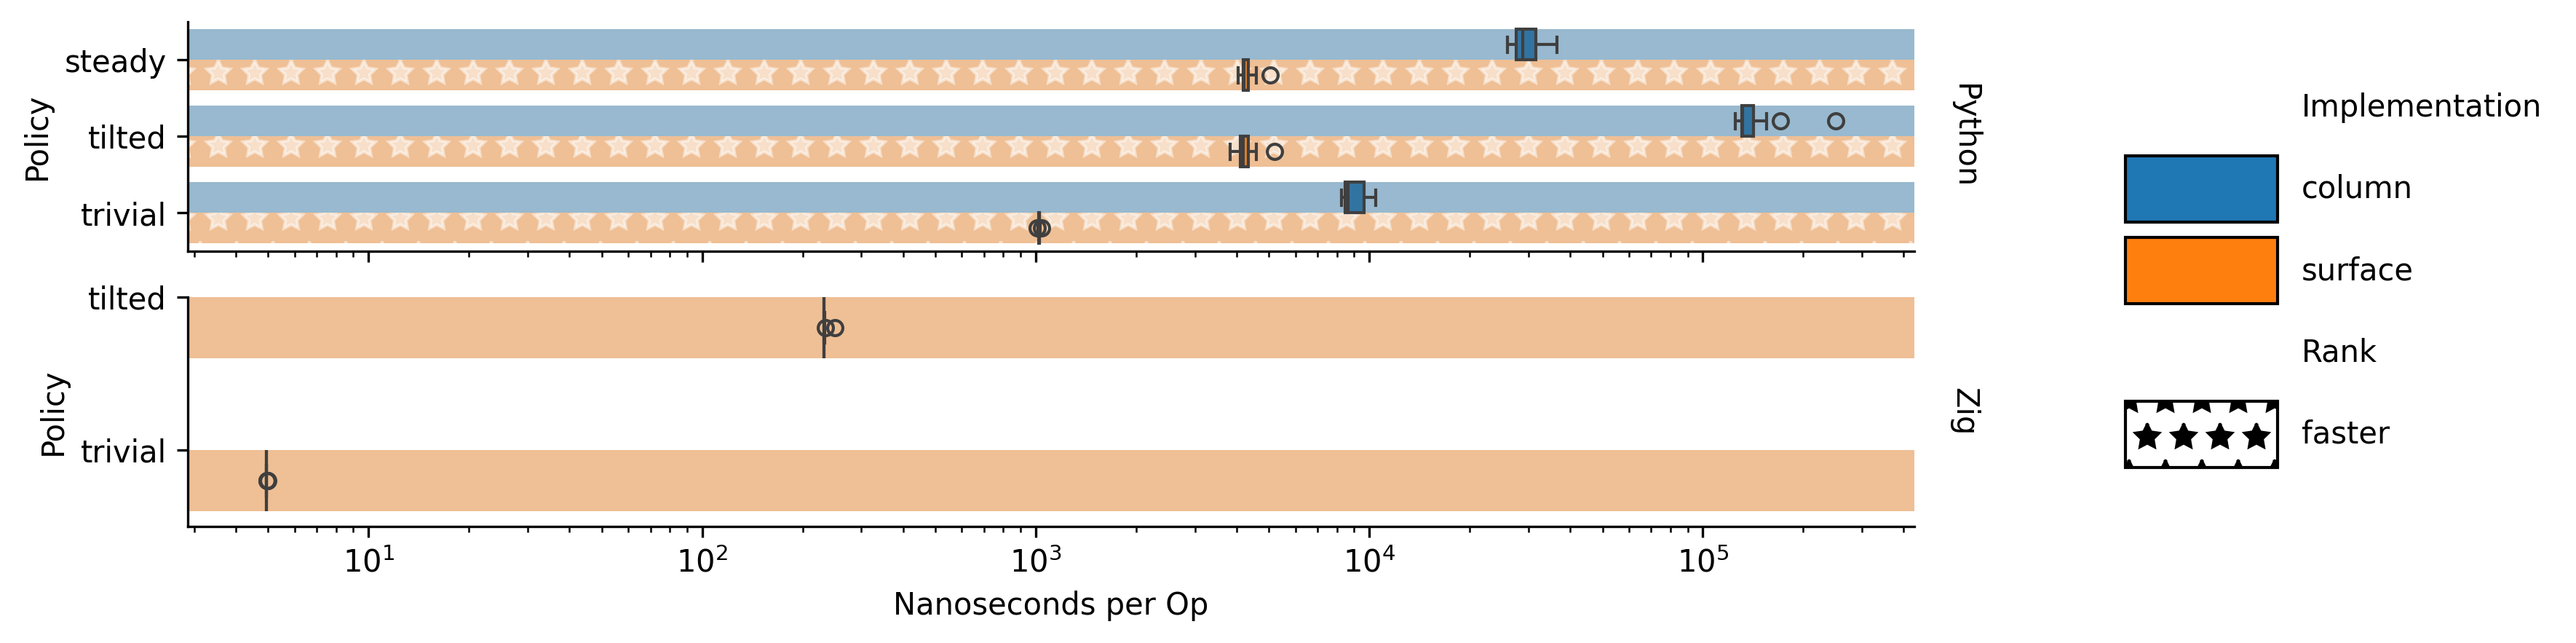 Policy
steady
tilted
trivial
Python
Policy
tilted
trivial
Zig
10¹
10²
10³
10⁴
10⁵
Nanoseconds per Op
Implementation
column
surface
Rank
faster